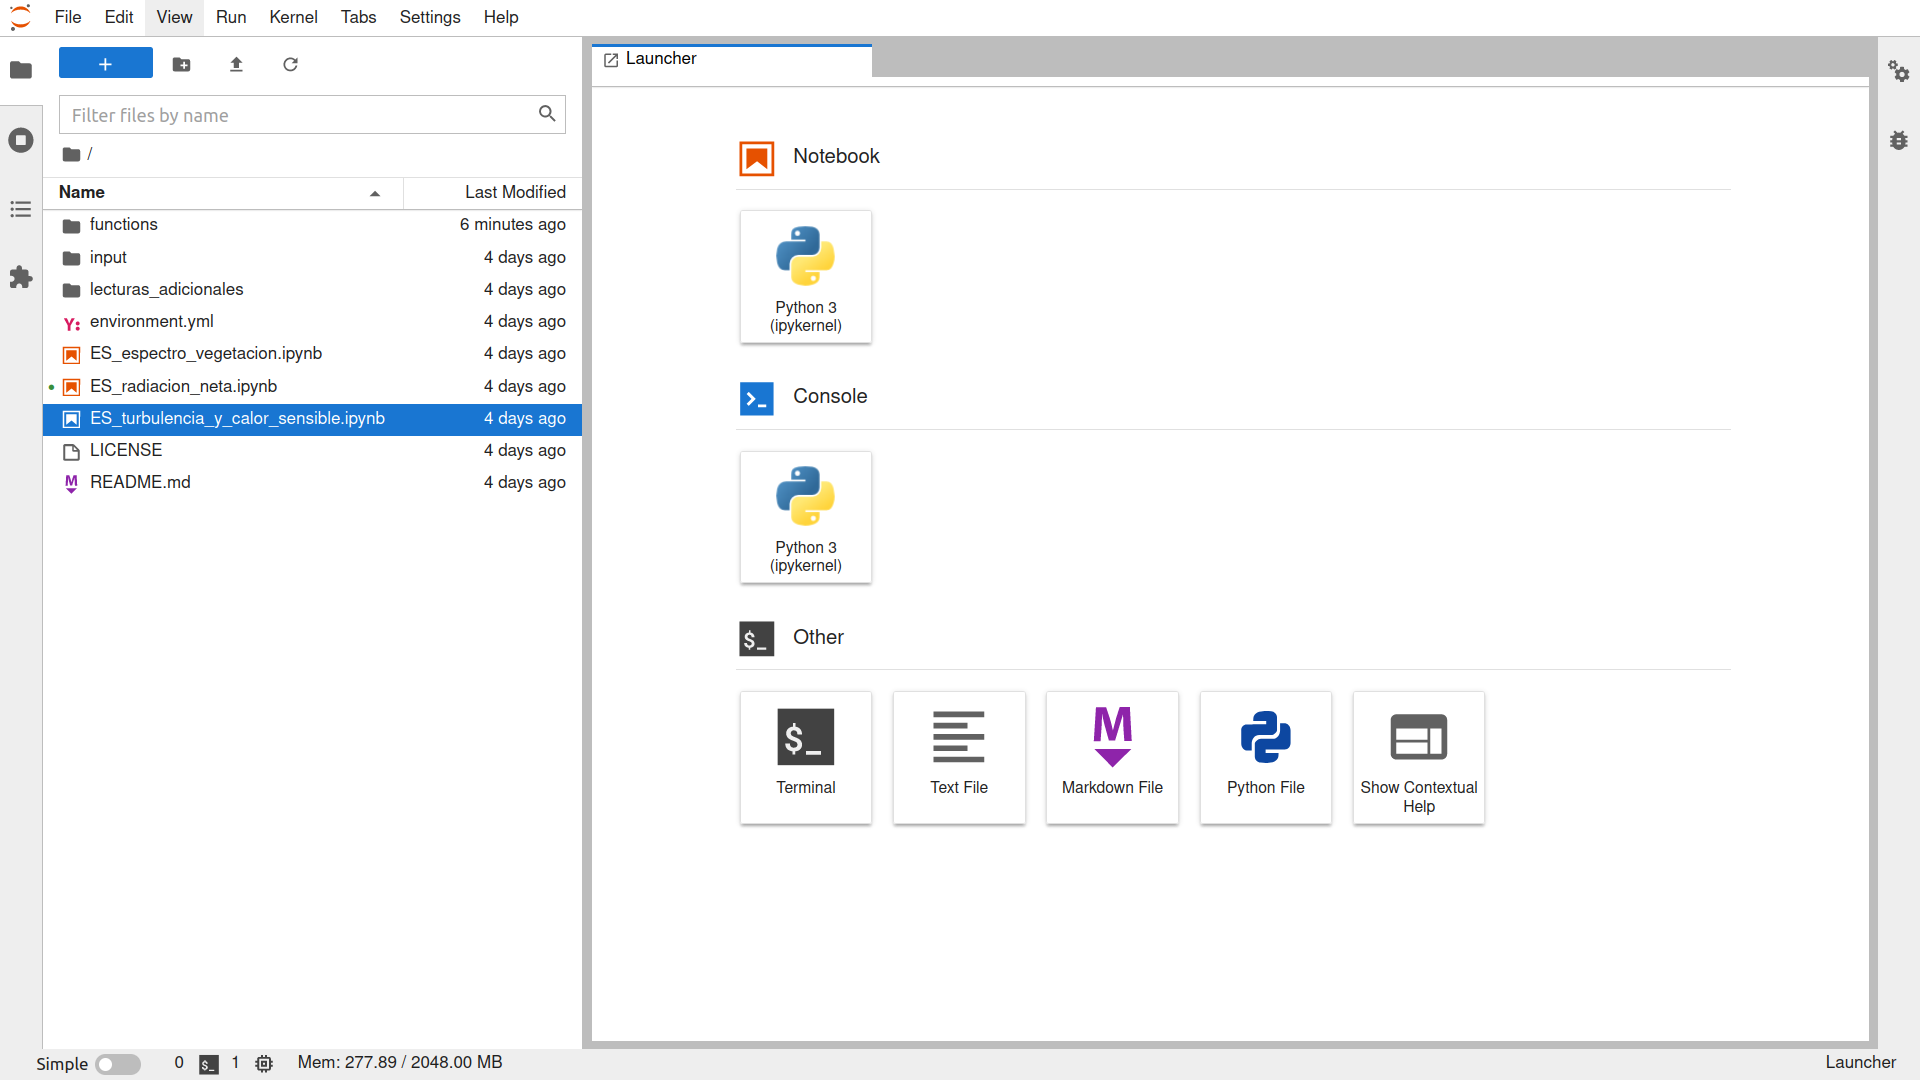 File Edit View Run Kernel Tabs Settings Help
+
Filter files by name
/
Name Last Modified
functions 6 minutes ago
input 4 days ago
lecturas_adicionales 4 days ago
Y: environment.yml 4 days ago
ES_espectro_vegetacion.ipynb 4 days ago
ES_radiacion_neta.ipynb 4 days ago
ES_turbulencia_y_calor_sensible.ipynb 4 days ago
LICENSE 4 days ago
M README.md 4 days ago
Launcher
Notebook
Python 3
(ipykernel)
Console
Python 3
(ipykernel)
$_ Other
$_
Terminal
Text File
M
Markdown File
Python File
Show Contextual
Help
Simple 0 $_ 1 Mem: 277.89 / 2048.00 MB
Launcher